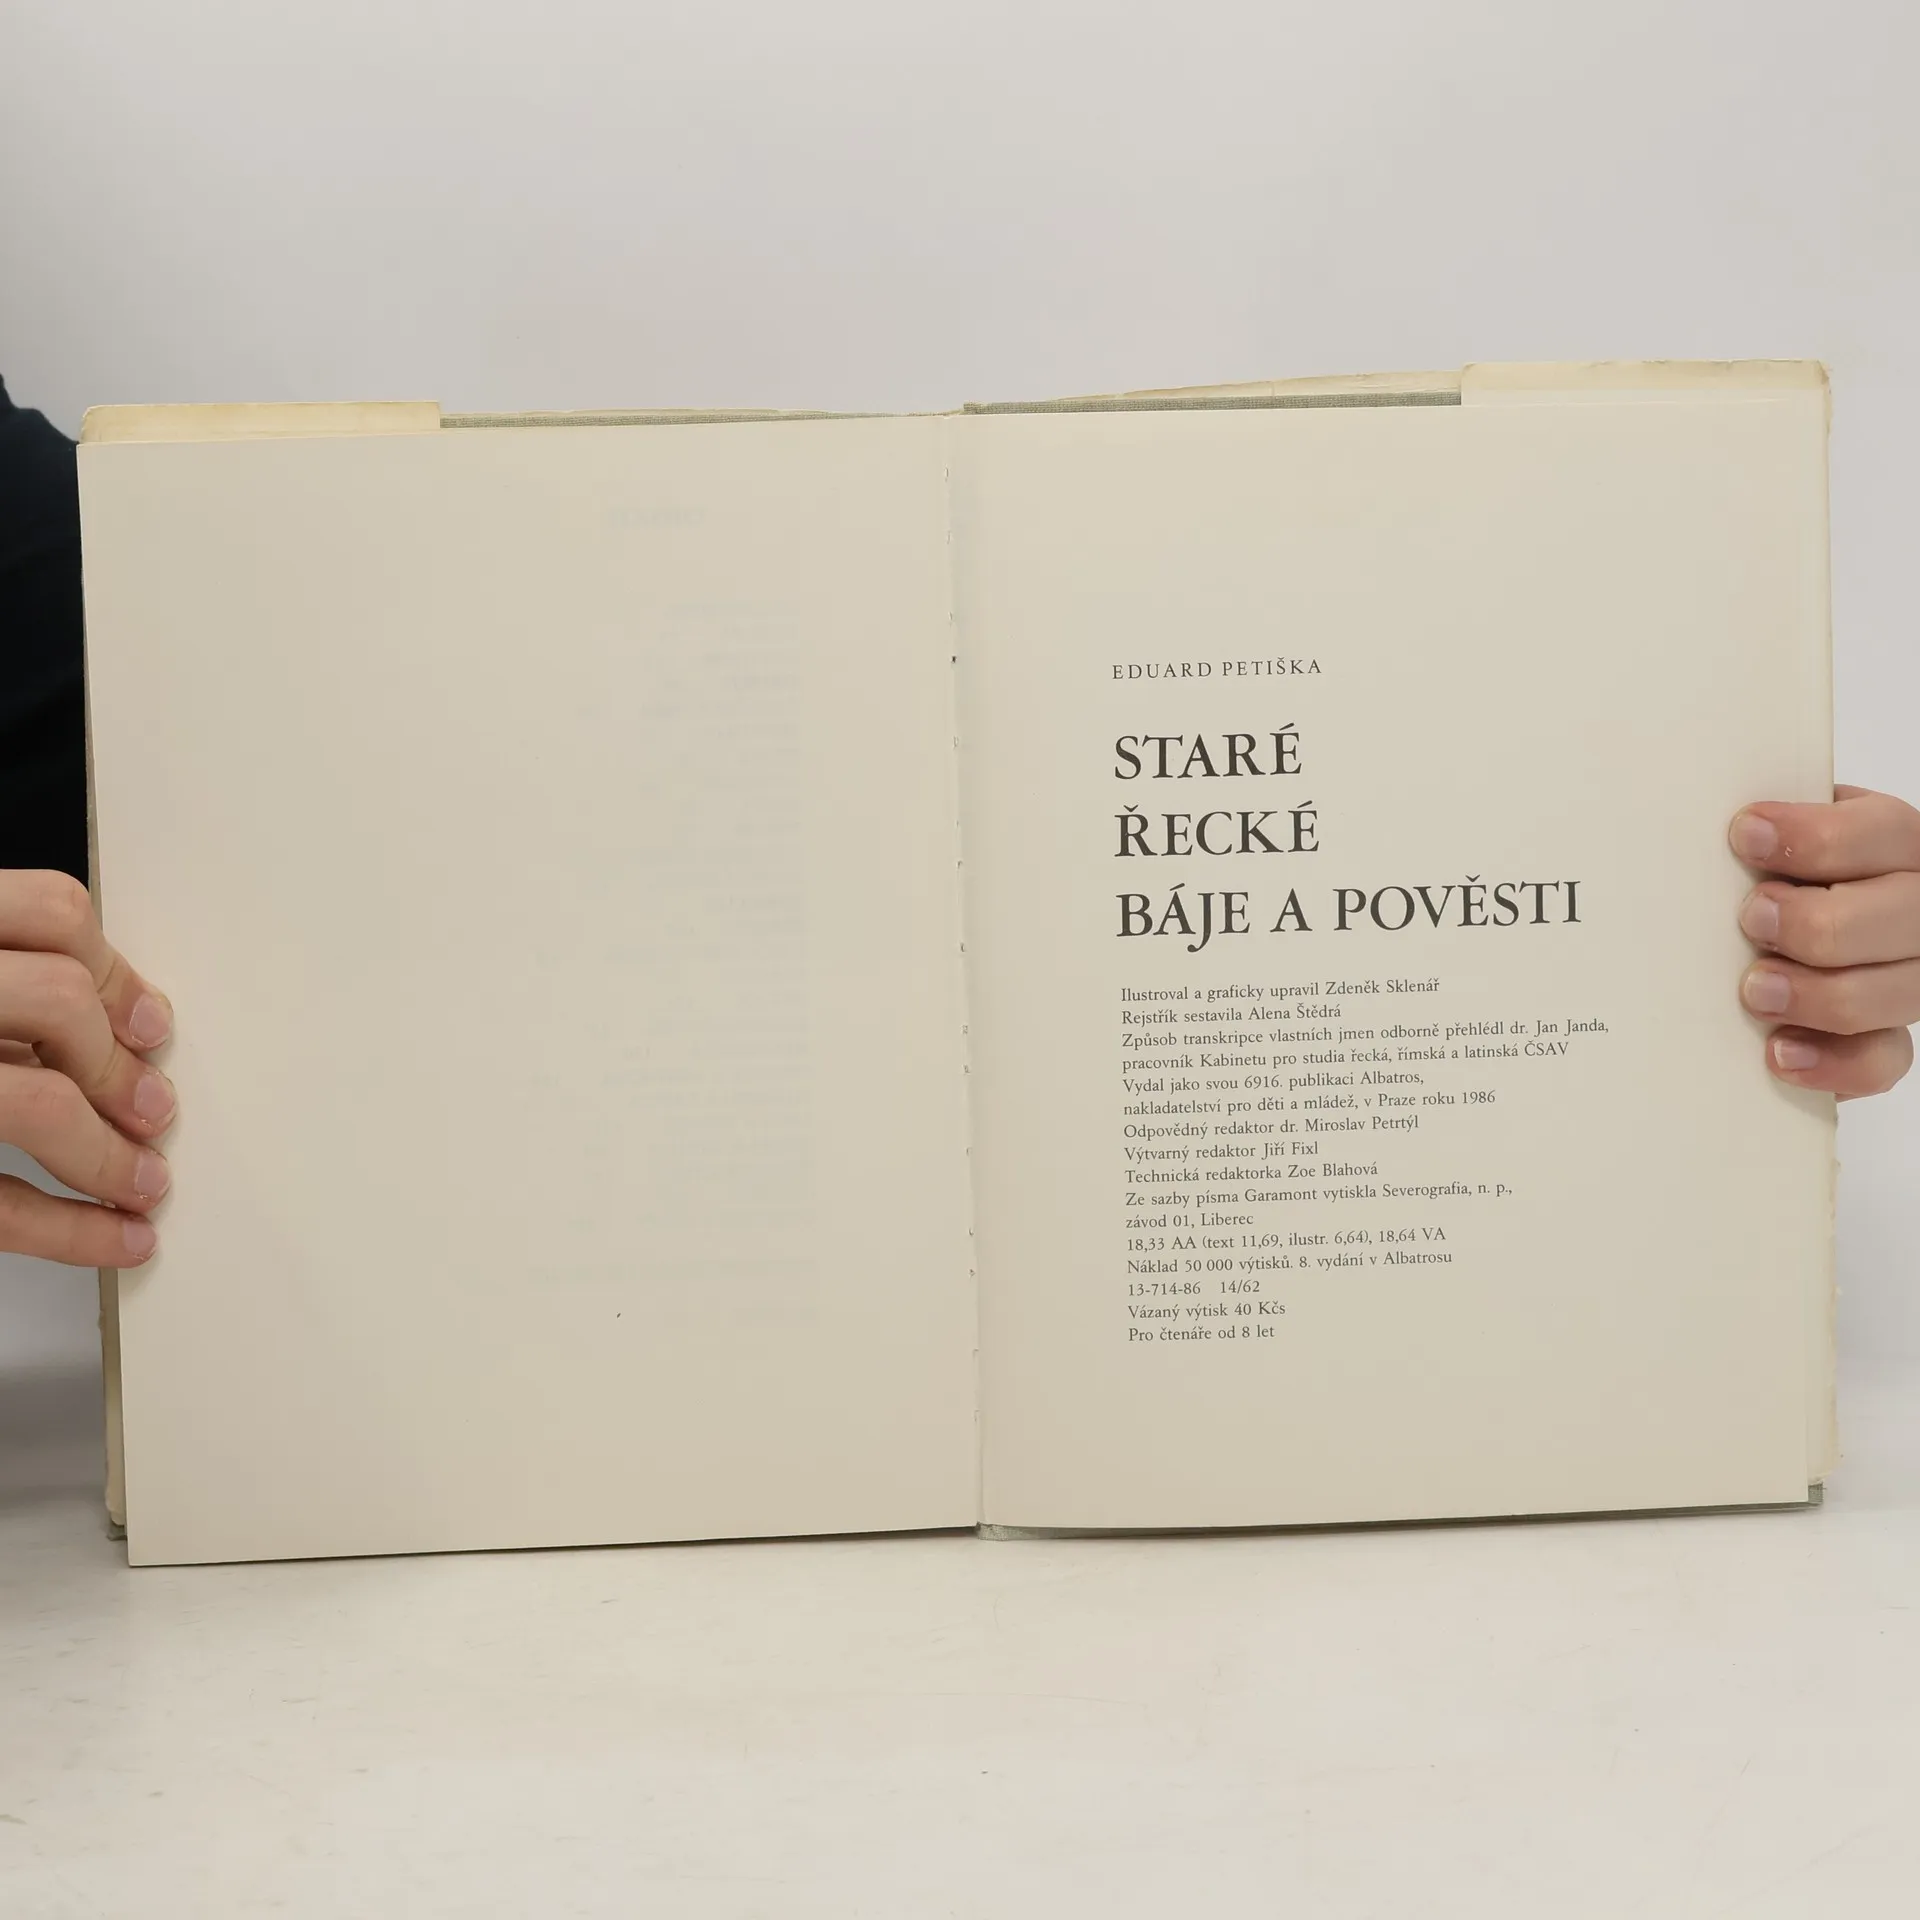 EDUARD PETIŠKA
STARÉ
ŘECKÉ
BÁJE A POVĚSTI
Ilustroval a graficky upravil Zdeněk Sklenář
Rejstřík sestavila Alena Štědrá
Způsob transkripce vlastních jmen odborně přehlédl dr. Jan Janda,
pracovník Kabinetu pro studia řecká, římská a latinská ČSAV
Vydal jako svou 6916. publikaci Albatros,
nakladatelství pro děti a mládež, v Praze roku 1986
Odpovědný redaktor dr. Miroslav Petrtýl
Výtvarný redaktor Jiří Fixl
Technická redaktorka Zoe Blahová
Ze sazby písma Garamont vytiskla Severografia, n. p.,
závod 01, Liberec
18,33 AA (text 11,69, ilustr. 6,64), 18,64 VA
Náklad 50 000 výtisků. 8. vydání v Albatrosu
13-714-86 14/62
Vázaný výtisk 40 Kčs
Pro čtenáře od 8 let